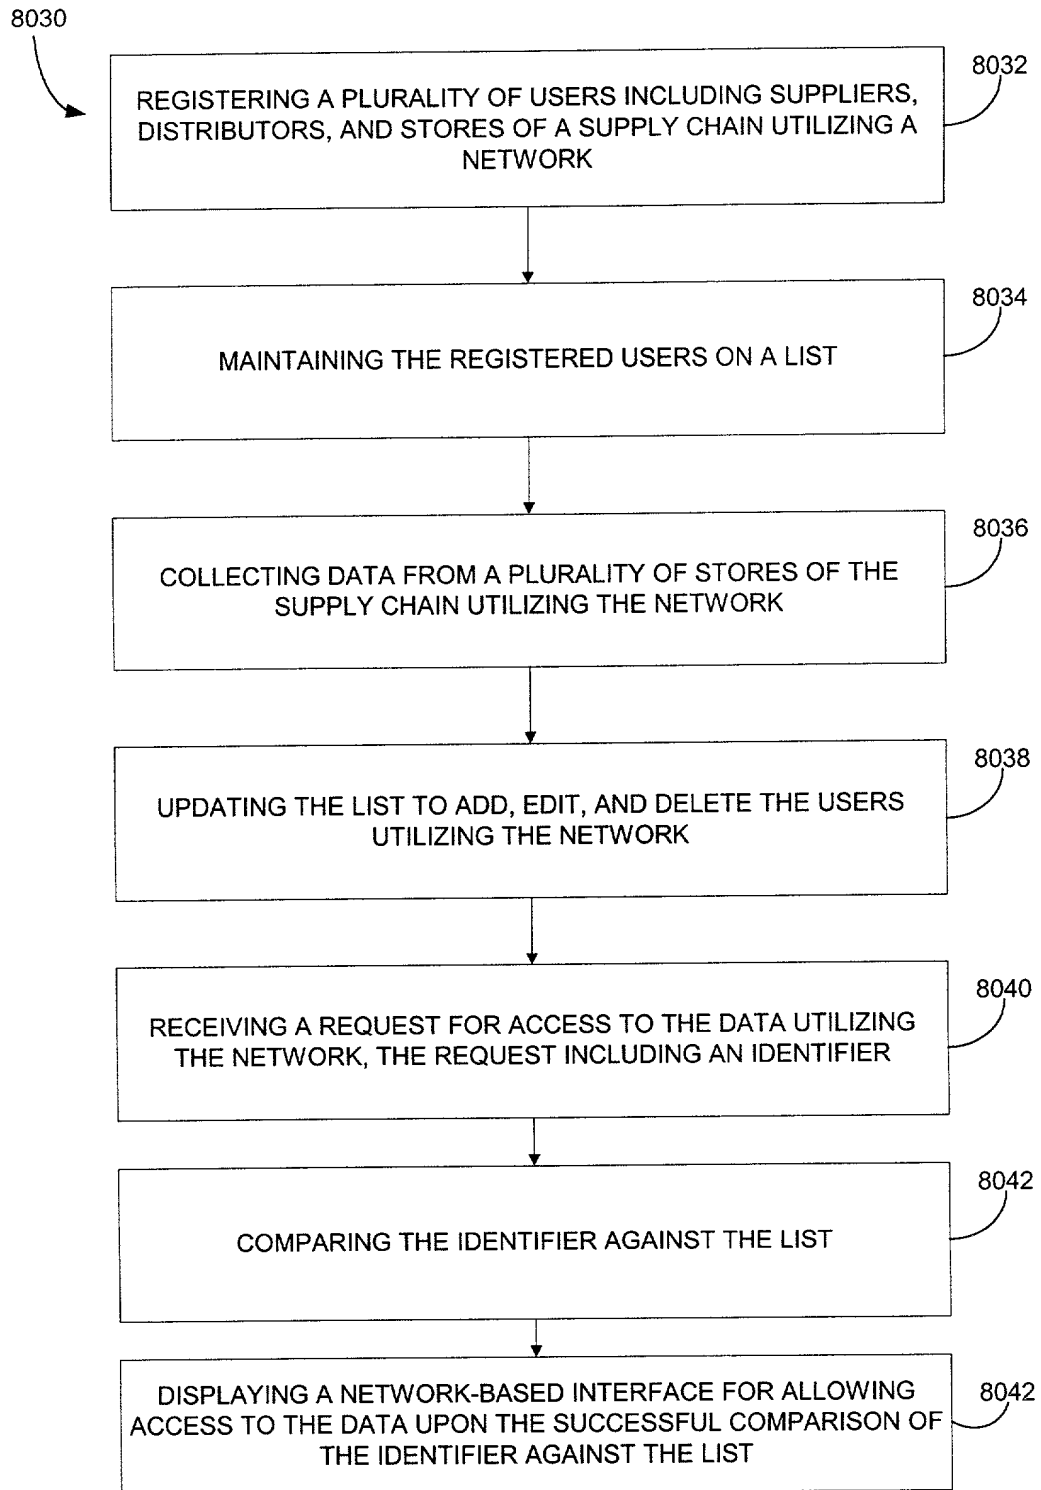 8030
8032
REGISTERING A PLURALITY OF USERS INCLUDING SUPPLIERS,
DISTRIBUTORS, AND STORES OF A SUPPLY CHAIN UTILIZING A
NETWORK
8034
MAINTAINING THE REGISTERED USERS ON A LIST
8036
COLLECTING DATA FROM A PLURALITY OF STORES OF THE
SUPPLY CHAIN UTILIZING THE NETWORK
8038
UPDATING THE LIST TO ADD, EDIT, AND DELETE THE USERS
UTILIZING THE NETWORK
8040
RECEIVING A REQUEST FOR ACCESS TO THE DATA UTILIZING
THE NETWORK, THE REQUEST INCLUDING AN IDENTIFIER
8042
COMPARING THE IDENTIFIER AGAINST THE LIST
8042
DISPLAYING A NETWORK-BASED INTERFACE FOR ALLOWING
ACCESS TO THE DATA UPON THE SUCCESSFUL COMPARISON OF
THE IDENTIFIER AGAINST THE LIST